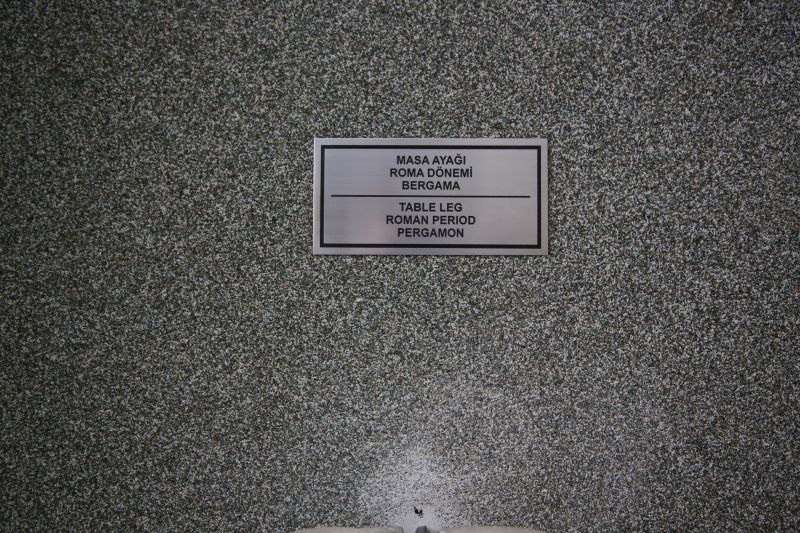 MASA AYAĞI
ROMA DÖNEMİ
BERGAMA
TABLE LEG
ROMAN PERIOD
PERGAMON